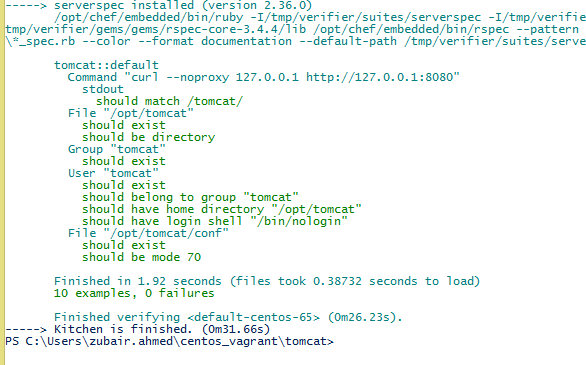 -----> serverspec installed (version 2.36.0)
/opt/chef/embedded/bin/ruby -I/tmp/verifier/suites/serverspec -I/tmp/verifie
tmp/verifier/gems/gems/rspec-core-3.4.4/lib /opt/chef/embedded/bin/rspec --pattern
\*_spec.rb --color --format documentation --default-path /tmp/verifier/suites/serve
tomcat::default
Command "curl --noproxy 127.0.0.1 http://127.0.0.1:8080"
stdout
should match /tomcat/
File "/opt/tomcat"
should exist
should be directory
Group "tomcat"
should exist
User "tomcat"
should exist
should belong to group "tomcat"
should have home directory "/opt/tomcat"
should have login shell "/bin/nologin"
File "/opt/tomcat/conf"
should exist
should be mode 70
Finished in 1.92 seconds (files took 0.38732 seconds to load)
10 examples, 0 failures
Finished verifying <default-centos-65> (0m26.23s).
-----> Kitchen is finished. (0m31.66s)
PS C:\Users\zubair.ahmed\centos_vagrant\tomcat>